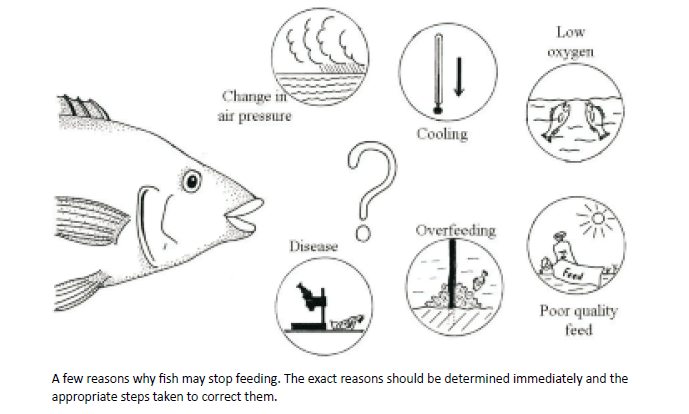 Low
oxygen
Change in
air pressure
Cooling
Disease
Overfeeding
Feed
Poor quality
feed
A few reasons why fish may stop feeding. The exact reasons should be determined immediately and the
appropriate steps taken to correct them.